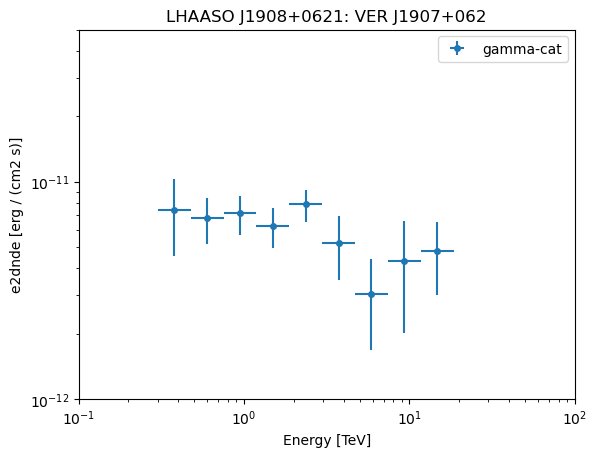 LHAASO J1908+0621: VER J1907+062
gamma-cat
e2dnde [erg / (cm2 s)]
10⁻¹¹
10⁻¹²
10⁻¹ 10⁰ 10¹ 10²
Energy [TeV]